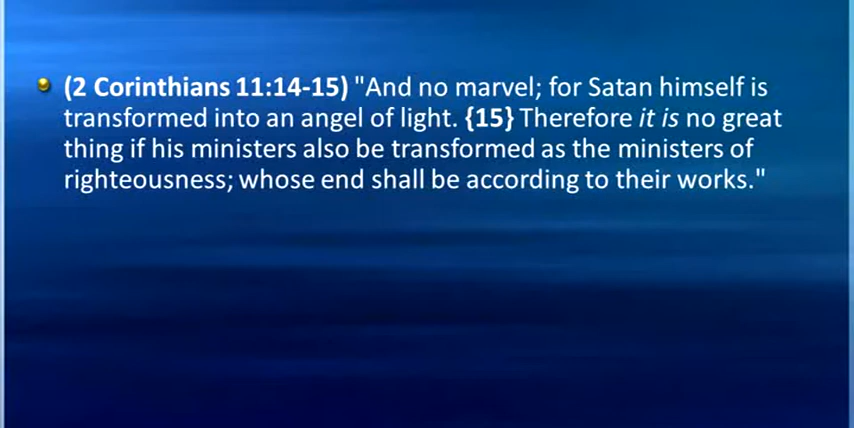 (2 Corinthians 11:14-15) "And no marvel; for Satan himself is
transformed into an angel of light. {15} Therefore it is no great
thing if his ministers also be transformed as the ministers of
righteousness; whose end shall be according to their works."